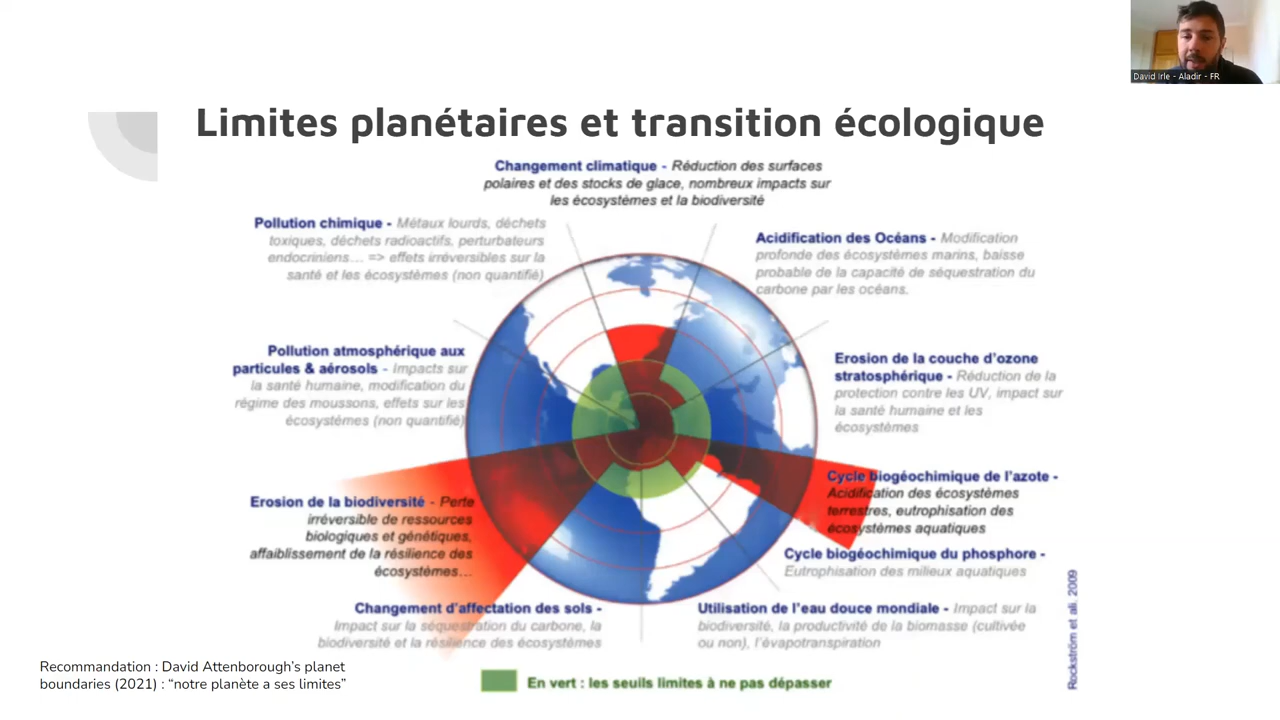 David Irle - Aladir - FR
Limites planétaires et transition écologique
Changement climatique - Réduction des surfaces
polaires et des stocks de glace, nombreux impacts sur
les écosystèmes et la biodiversité
Pollution chimique - Métaux lourds, déchets
toxiques, déchets radioactifs, perturbateurs
endocriniens... => effets irréversibles sur la
santé et les écosystèmes (non quantifié)
Acidification des Océans - Modification
profonde des écosystèmes marins, baisse
probable de la capacité de séquestration du
carbone par les océans.
Pollution atmosphérique aux
particules & aérosols - Impacts sur
la santé humaine, modification du
régime des moussons, effets sur les
écosystèmes (non quantifié)
Erosion de la couche d'ozone
stratosphérique - Réduction de la
protection contre les UV, impact sur
la santé humaine et les
écosystèmes
Erosion de la biodiversité - Perte
irréversible de ressources
biologiques et génétiques,
affaiblissement de la résilience des
écosystèmes...
Cycle biogéochimique de l'azote -
Acidification des écosystèmes
terrestres, eutrophisation des
écosystèmes aquatiques
Cycle biogéochimique du phosphore -
Eutrophisation des milieux aquatiques
Changement d'affectation des sols -
Impact sur la séquestration du carbone, la
biodiversité et la résilience des écosystèmes
Utilisation de l'eau douce mondiale - Impact sur la
biodiversité, la productivité de la biomasse (cultivée
ou non), l'èvapotranspiration
Rockström et ali. 2009
Recommandation : David Attenborough's planet
boundaries (2021) : "notre planète a ses limites"
En vert : les seuils limites à ne pas dépasser